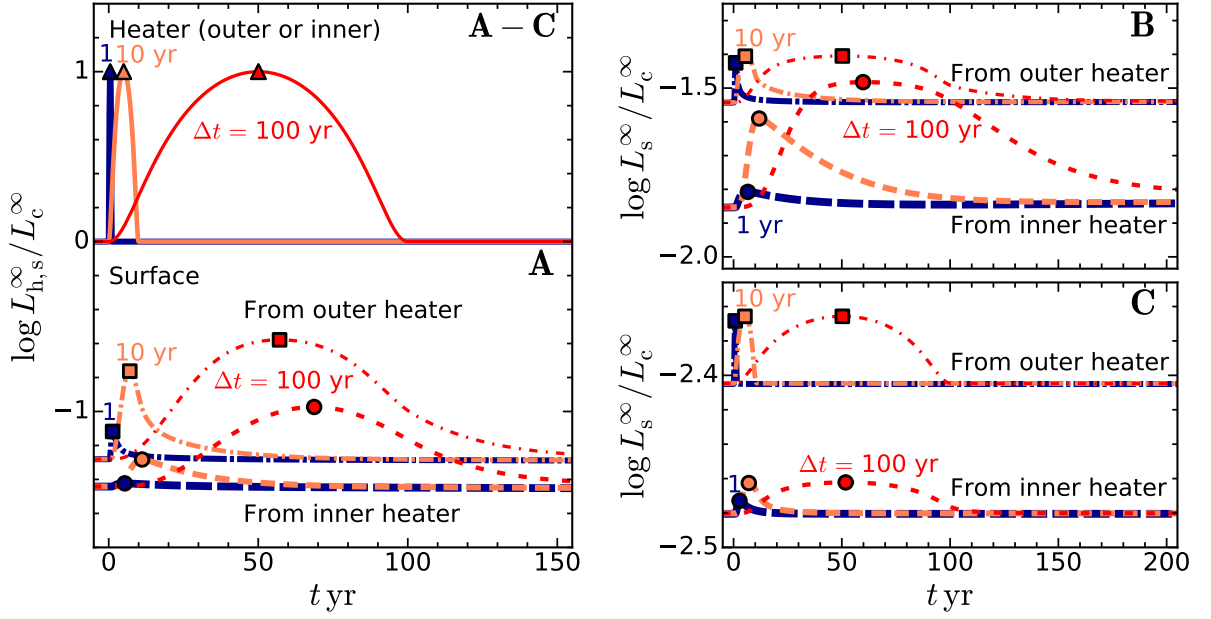 Heater (outer or inner)
A − C
1
10 yr
1
Δt = 100 yr
0
log L∞h,s/L∞c
Surface
A
From outer heater
10 yr
Δt = 100 yr
−1
1
From inner heater
0
50
100
150
t yr
B
10
From outer heater
−1.5
log L∞s/L∞c
Δt = 100 yr
1 yr
From inner heater
−2.0
C
10 yr
1
From outer heater
−2.4
log L∞s/L∞c
Δt = 100 yr
1
From inner heater
−2.5
0
50
100
150
200
t yr